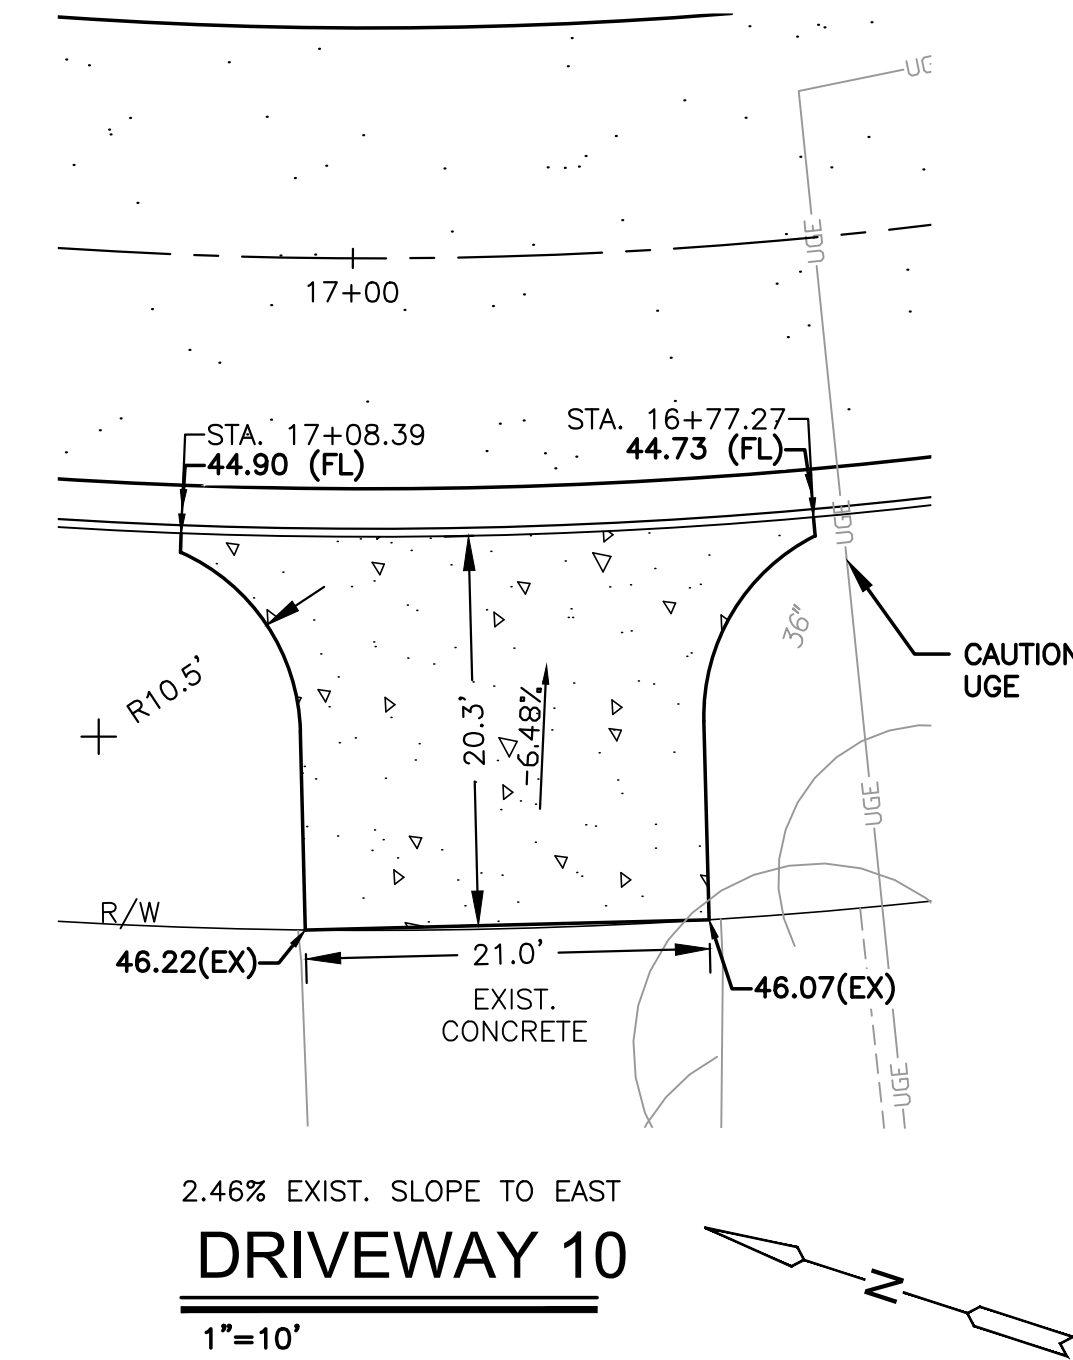 UG
UGE
17+00
STA. 17+08.39
44.90 (FL)
STA. 16+77.27
44.73 (FL)
UGE
36"
CAUTION
UGE
R10.5'
20.3'
-6.48%
UGE
R/W
46.22(EX)
21.0'
46.07(EX)
EXIST.
CONCRETE
UGE
2.46% EXIST. SLOPE TO EAST
DRIVEWAY 10
1"=10'
N